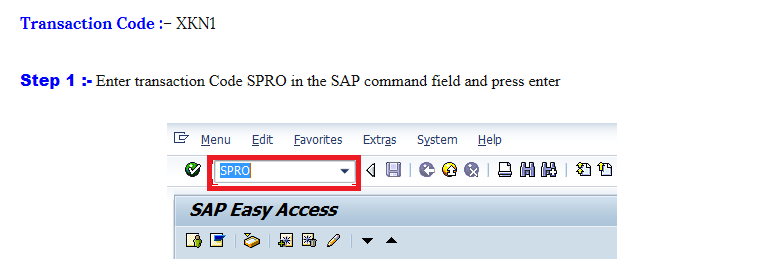 Transaction Code :– XKN1
Step 1 :- Enter transaction Code SPRO in the SAP command field and press enter
Menu Edit Favorites Extras System Help
SPRO
SAP Easy Access